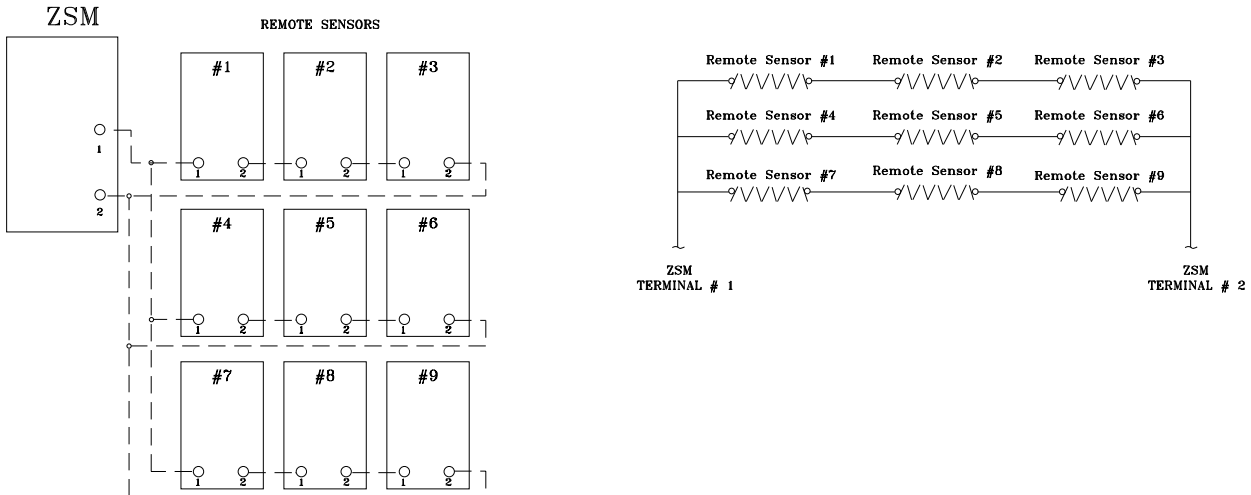 ZSM
REMOTE SENSORS
#1 #2 #3
1
2
1 2 1 2 1 2
#4 #5 #6
1 2 1 2 1 2
#7 #8 #9
1 2 1 2 1 2
Remote Sensor #1 Remote Sensor #2 Remote Sensor #3
Remote Sensor #4 Remote Sensor #5 Remote Sensor #6
Remote Sensor #7 Remote Sensor #8 Remote Sensor #9
ZSM
TERMINAL # 1
ZSM
TERMINAL # 2